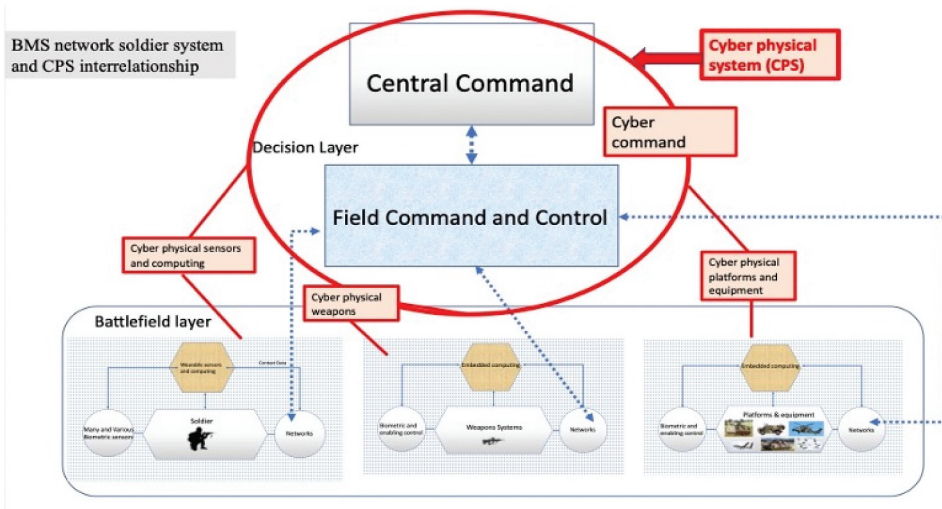 BMS network soldier system
and CPS interrelationship
Cyber physical
system (CPS)
Central Command
Cyber
command
Decision Layer
Field Command and Control
Cyber physical sensors
and computing
Cyber physical
platforms and
equipment
Cyber physical
weapons
Battlefield layer
Wearable sensors
and computing
Context Data
Many and Various
Biometric sensors
Soldier
Networks
Embedded computing
Biometric and
enabling control
Weapons Systems
Networks
Embedded computing
Biometric and
enabling control
Platforms & equipment
Networks